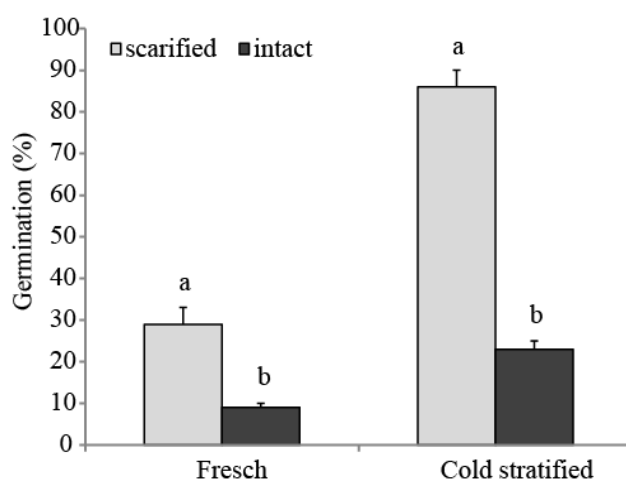 100
90
80
70
60
50
40
30
20
10
0
Germination (%)
scarified intact
a
b
a
b
Fresch Cold stratified